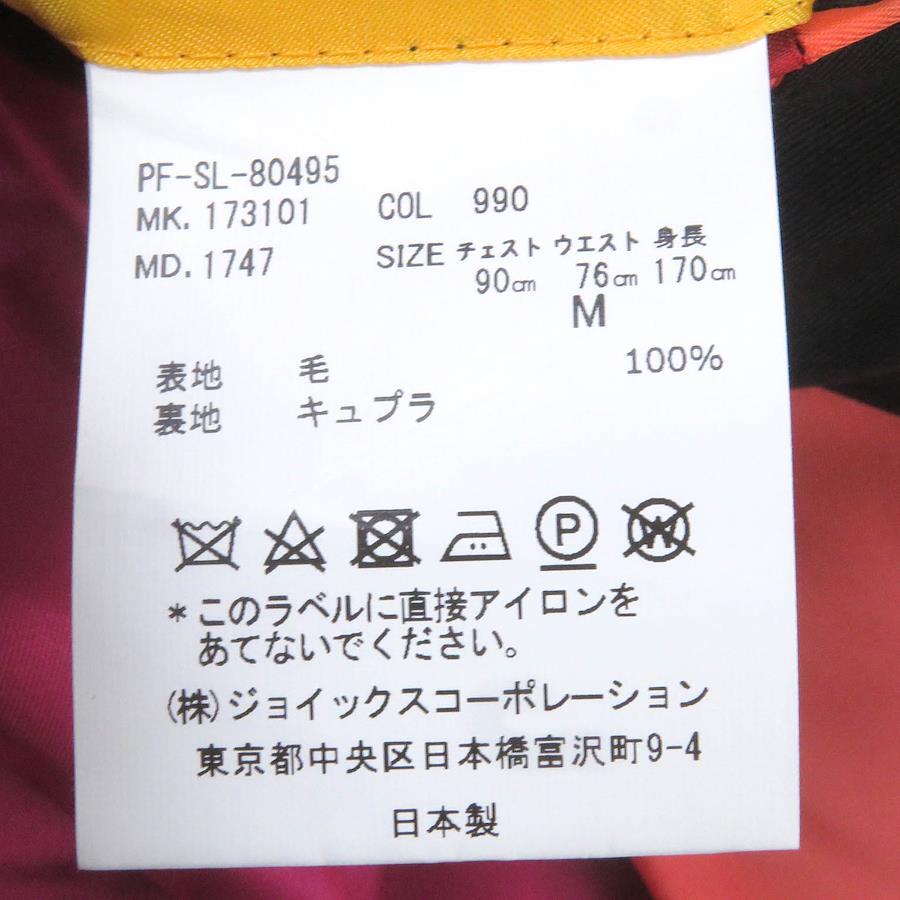 PF-SL-80495
MK. 173101 COL 990
MD. 1747 SIZE チェスト ウエスト 身長
90㎝ 76㎝ 170㎝
M
表地 毛 100%
裏地 キュプラ
P
W
*このラベルに直接アイロンを
あてないでください。
(株)ジョイックスコーポレーション
東京都中央区日本橋富沢町9-4
日本製